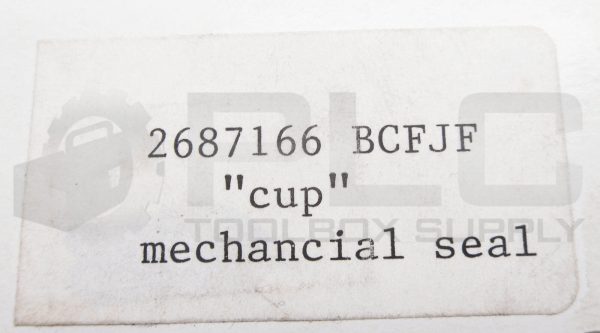 2687166 BCFJF
"cup"
mechancial seal
PLC
TOOLBOX SUPPLY